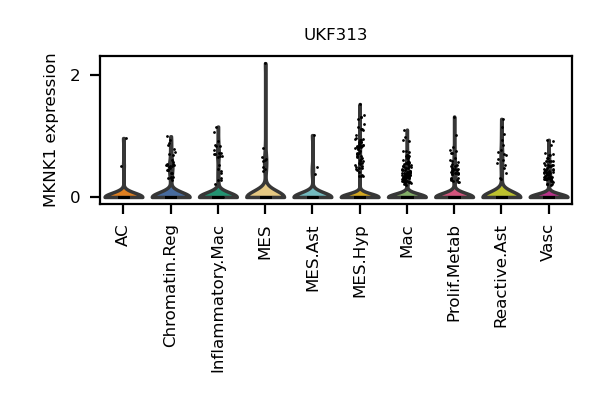 UKF313
MKNK1 expression
2
0
AC
Chromatin.Reg
Inflammatory.Mac
MES
MES.Ast
MES.Hyp
Mac
Prolif.Metab
Reactive.Ast
Vasc